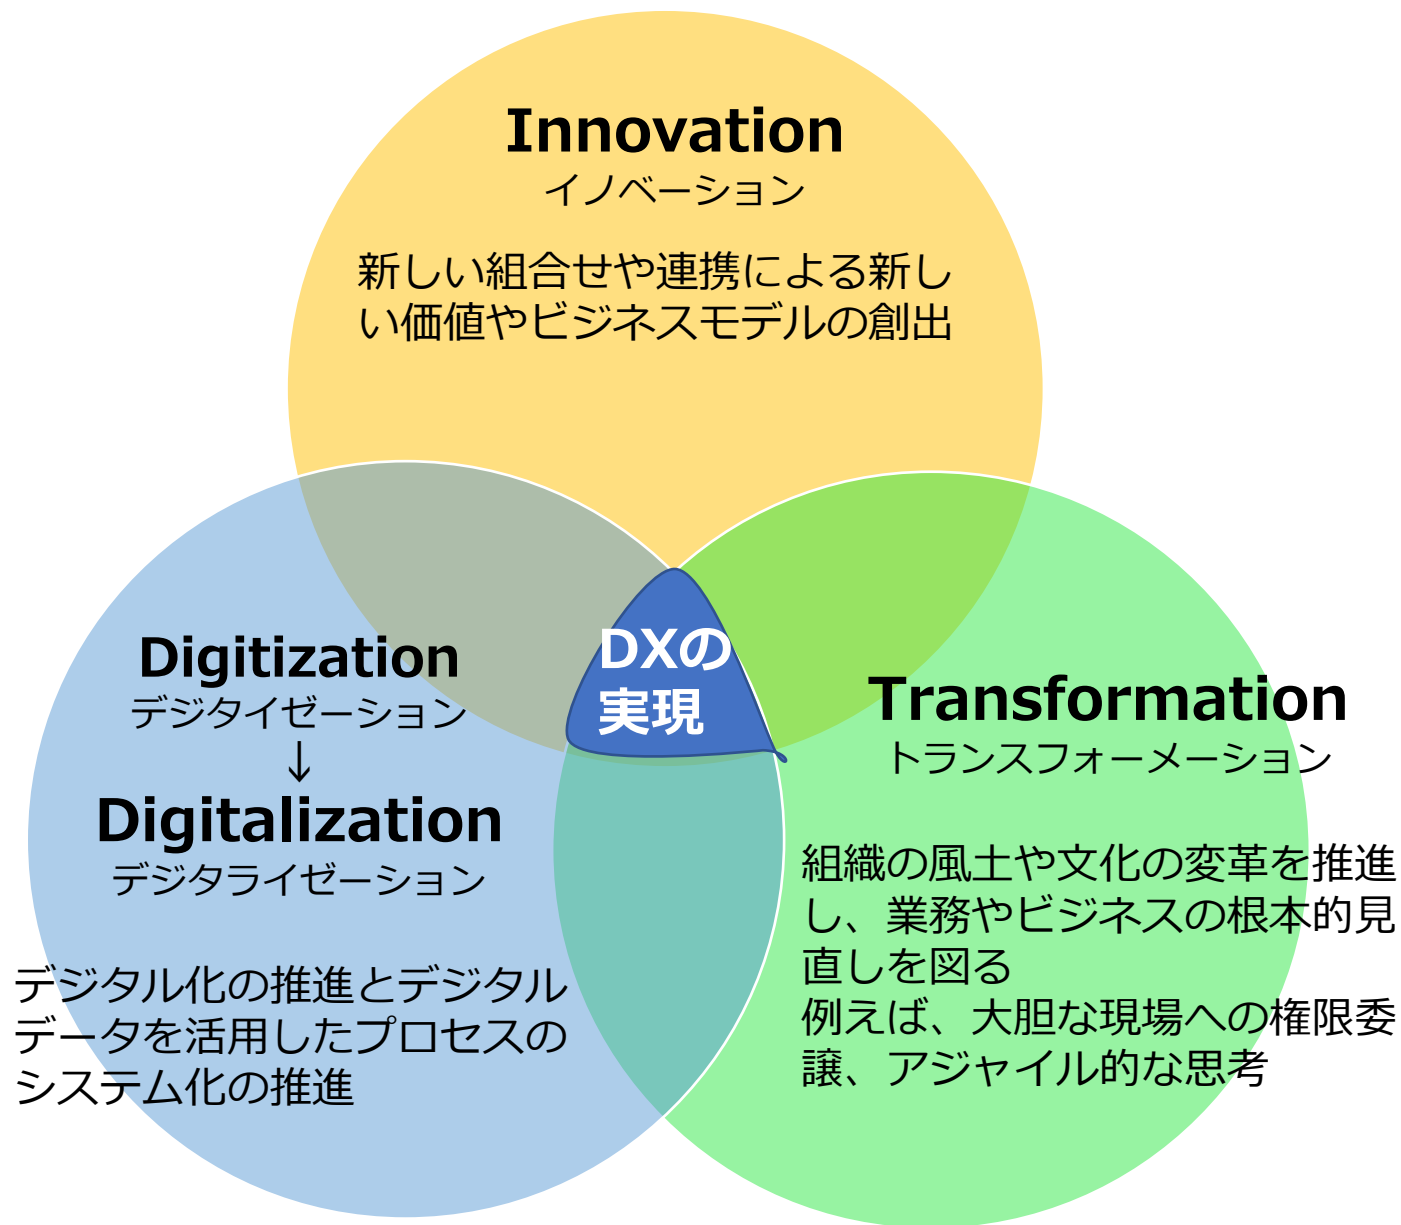 Innovation
イノベーション
新しい組合せや連携による新し
い価値やビジネスモデルの創出
Digitization
デジタイゼーション
↓
Digitalization
デジタライゼーション
デジタル化の推進とデジタル
データを活用したプロセスの
システム化の推進
DXの
実現
Transformation
トランスフォーメーション
組織の風土や文化の変革を推進
し、業務やビジネスの根本的見
直しを図る
例えば、大胆な現場への権限委
譲、アジャイル的な思考